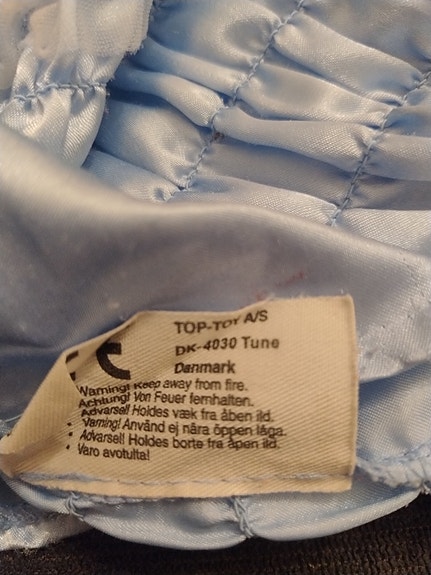 TOP-TOY A/S
DK-4030 Tune
Danmark
CE
Warning! Keep away from fire.
Achtung! Von Feuer fernhalten.
Advarsel! Holdes væk fra åben ild.
Varning! Använd ej nära öppen låga.
Advarsel! Holdes borte fra åpen ild.
Varo avotulta!